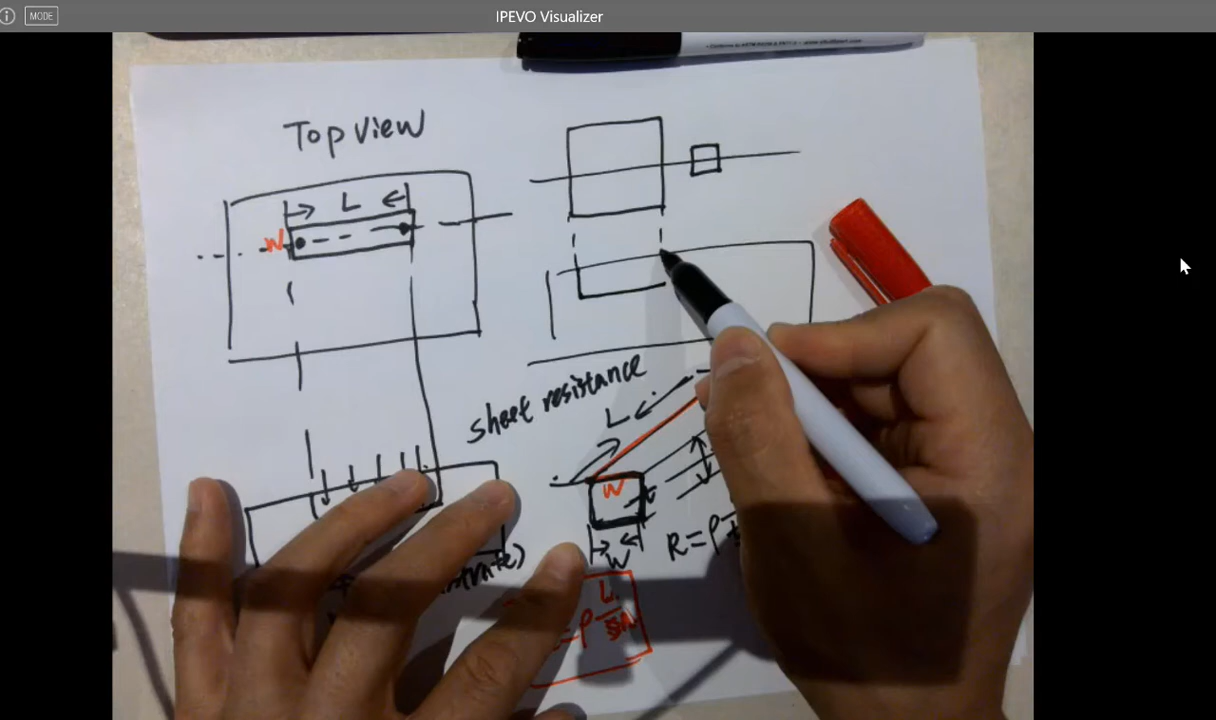 MODE
IPEVO Visualizer
Top view
L
W
sheet resistance
L
W
W
R=ρ
=ρ L